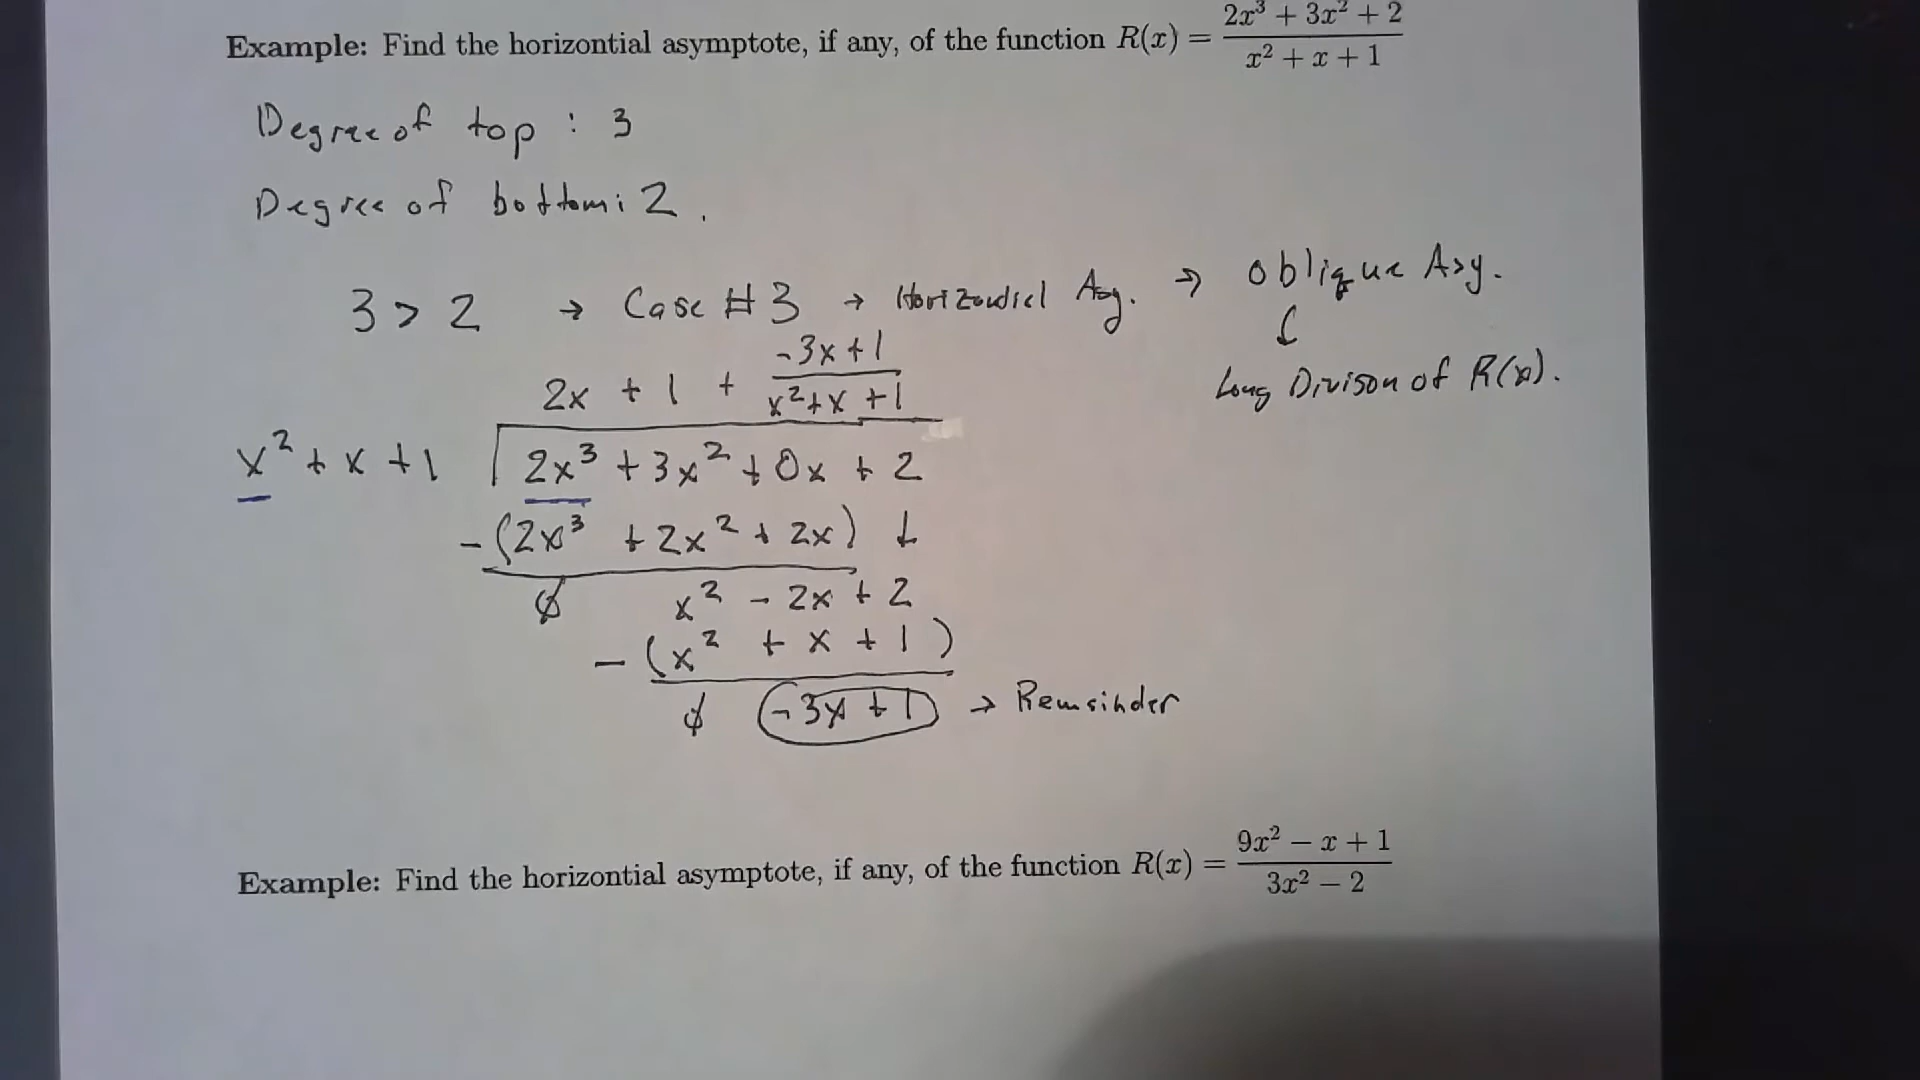 Example: Find the horizontial asymptote, if any, of the function R(x) = (2x³ + 3x² + 2)/(x² + x + 1)
Degree of top : 3
Degree of bottom: 2.
3 > 2 → Case # 3 → Horizontial Asy. → Oblique Asy.
↓
Long Divison of R(x).
-3x + 1
2x + 1 + ―
x² + x + 1
x² + x + 1 | 2x³ + 3x² + 0x + 2
-(2x³ + 2x² + 2x) ↓
0 x² - 2x + 2
-(x² + x + 1)
0 -3x + 1 → Remainder
Example: Find the horizontial asymptote, if any, of the function R(x) = (9x² − x + 1)/(3x² − 2)